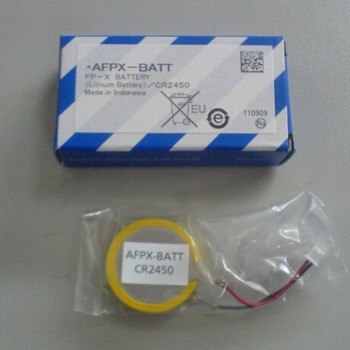 ·AFPX-BATT
FP-X BATTERY
(Lithium Battery)/CR2450
Made in Indonesia
EU
e
110909
AFPX-BATT
CR2450